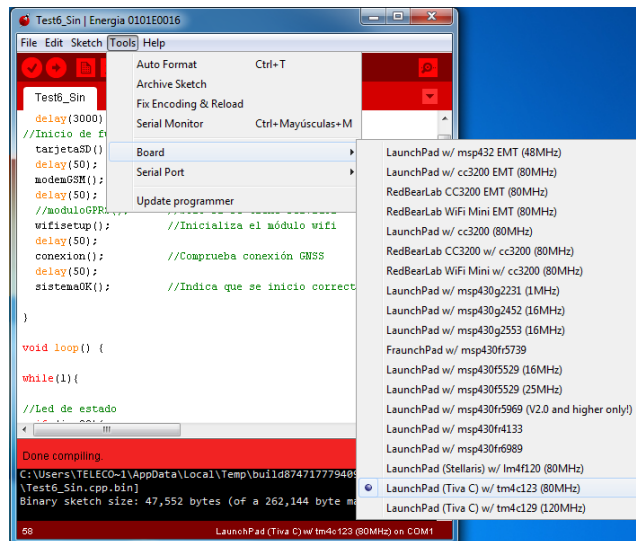 Test6_Sin | Energia 0101E0016
File Edit Sketch Tools Help
Auto Format Ctrl+T
Archive Sketch
Fix Encoding & Reload
Serial Monitor Ctrl+Mayúsculas+M
Board
Serial Port
Update programmer
Test6_Sin
delay(3000)
//Inicio de
tarjetaSD()
delay(50);
modemGSM();
delay(50);
wifisetup(); //Inicializa el módulo wifi
delay(50);
conexion(); //Comprueba conexión GNSS
delay(50);
sistemaOK(); //Indica que se inicio correct
}
void loop() {
while(1){
//Led de estado
LaunchPad w/ msp432 EMT (48MHz)
LaunchPad w/ cc3200 EMT (80MHz)
RedBearLab CC3200 EMT (80MHz)
RedBearLab WiFi Mini EMT (80MHz)
LaunchPad w/ cc3200 (80MHz)
RedBearLab CC3200 w/ cc3200 (80MHz)
RedBearLab WiFi Mini w/ cc3200 (80MHz)
LaunchPad w/ msp430g2231 (1MHz)
LaunchPad w/ msp430g2452 (16MHz)
LaunchPad w/ msp430g2553 (16MHz)
FraunchPad w/ msp430fr5739
LaunchPad w/ msp430f5529 (16MHz)
LaunchPad w/ msp430f5529 (25MHz)
LaunchPad w/ msp430fr5969 (V2.0 and higher only!)
LaunchPad w/ msp430fr4133
LaunchPad w/ msp430fr6989
LaunchPad (Stellaris) w/ lm4f120 (80MHz)
LaunchPad (Tiva C) w/ tm4c123 (80MHz)
LaunchPad (Tiva C) w/ tm4c129 (120MHz)
Done compiling.
C:\Users\TELECO~1\AppData\Local\Temp\build874717779409
\Test6_Sin.cpp.bin]
Binary sketch size: 47,552 bytes (of a 262,144 byte ma
58 LaunchPad (Tiva C) w/ tm4c123 (80MHz) on COM1